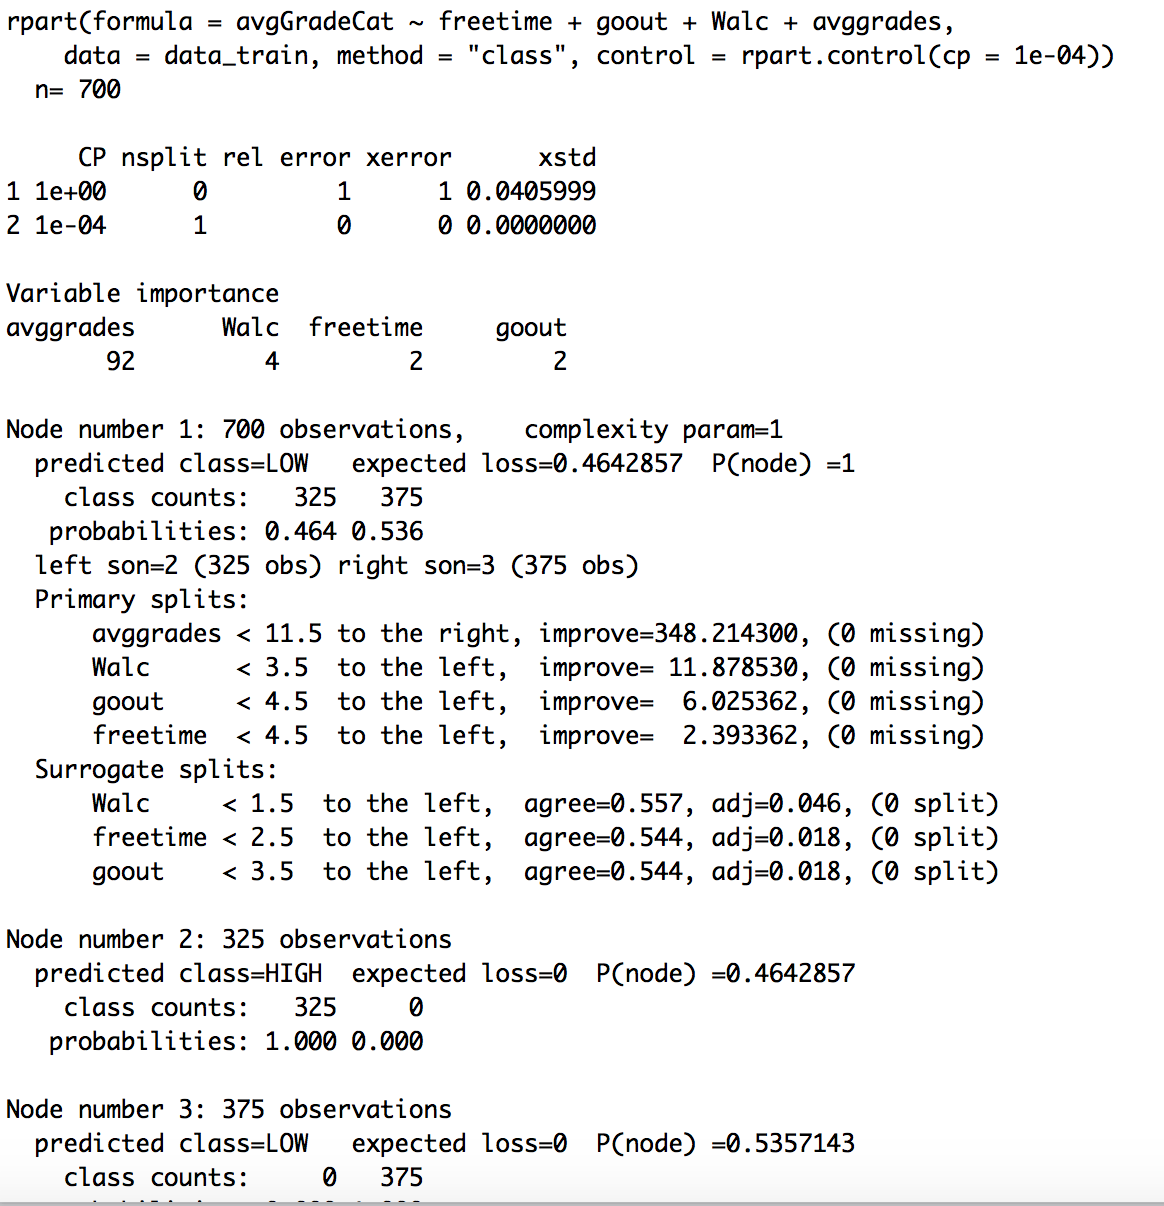 rpart(formula = avgGradeCat ~ freetime + goout + Walc + avggrades,
    data = data_train, method = "class", control = rpart.control(cp = 1e-04))
  n= 700

     CP nsplit rel error xerror      xstd
1 1e+00      0         1      1 0.0405999
2 1e-04      1         0      0 0.0000000

Variable importance
avggrades      Walc  freetime     goout
       92         4         2         2

Node number 1: 700 observations,    complexity param=1
  predicted class=LOW   expected loss=0.4642857  P(node) =1
    class counts:   325   375
   probabilities: 0.464 0.536
  left son=2 (325 obs) right son=3 (375 obs)
  Primary splits:
      avggrades < 11.5 to the right, improve=348.214300, (0 missing)
      Walc      < 3.5  to the left,  improve= 11.878530, (0 missing)
      goout     < 4.5  to the left,  improve=  6.025362, (0 missing)
      freetime  < 4.5  to the left,  improve=  2.393362, (0 missing)
  Surrogate splits:
      Walc     < 1.5  to the left,  agree=0.557, adj=0.046, (0 split)
      freetime < 2.5  to the left,  agree=0.544, adj=0.018, (0 split)
      goout    < 3.5  to the left,  agree=0.544, adj=0.018, (0 split)

Node number 2: 325 observations
  predicted class=HIGH  expected loss=0  P(node) =0.4642857
    class counts:   325     0
   probabilities: 1.000 0.000

Node number 3: 375 observations
  predicted class=LOW   expected loss=0  P(node) =0.5357143
    class counts:     0   375